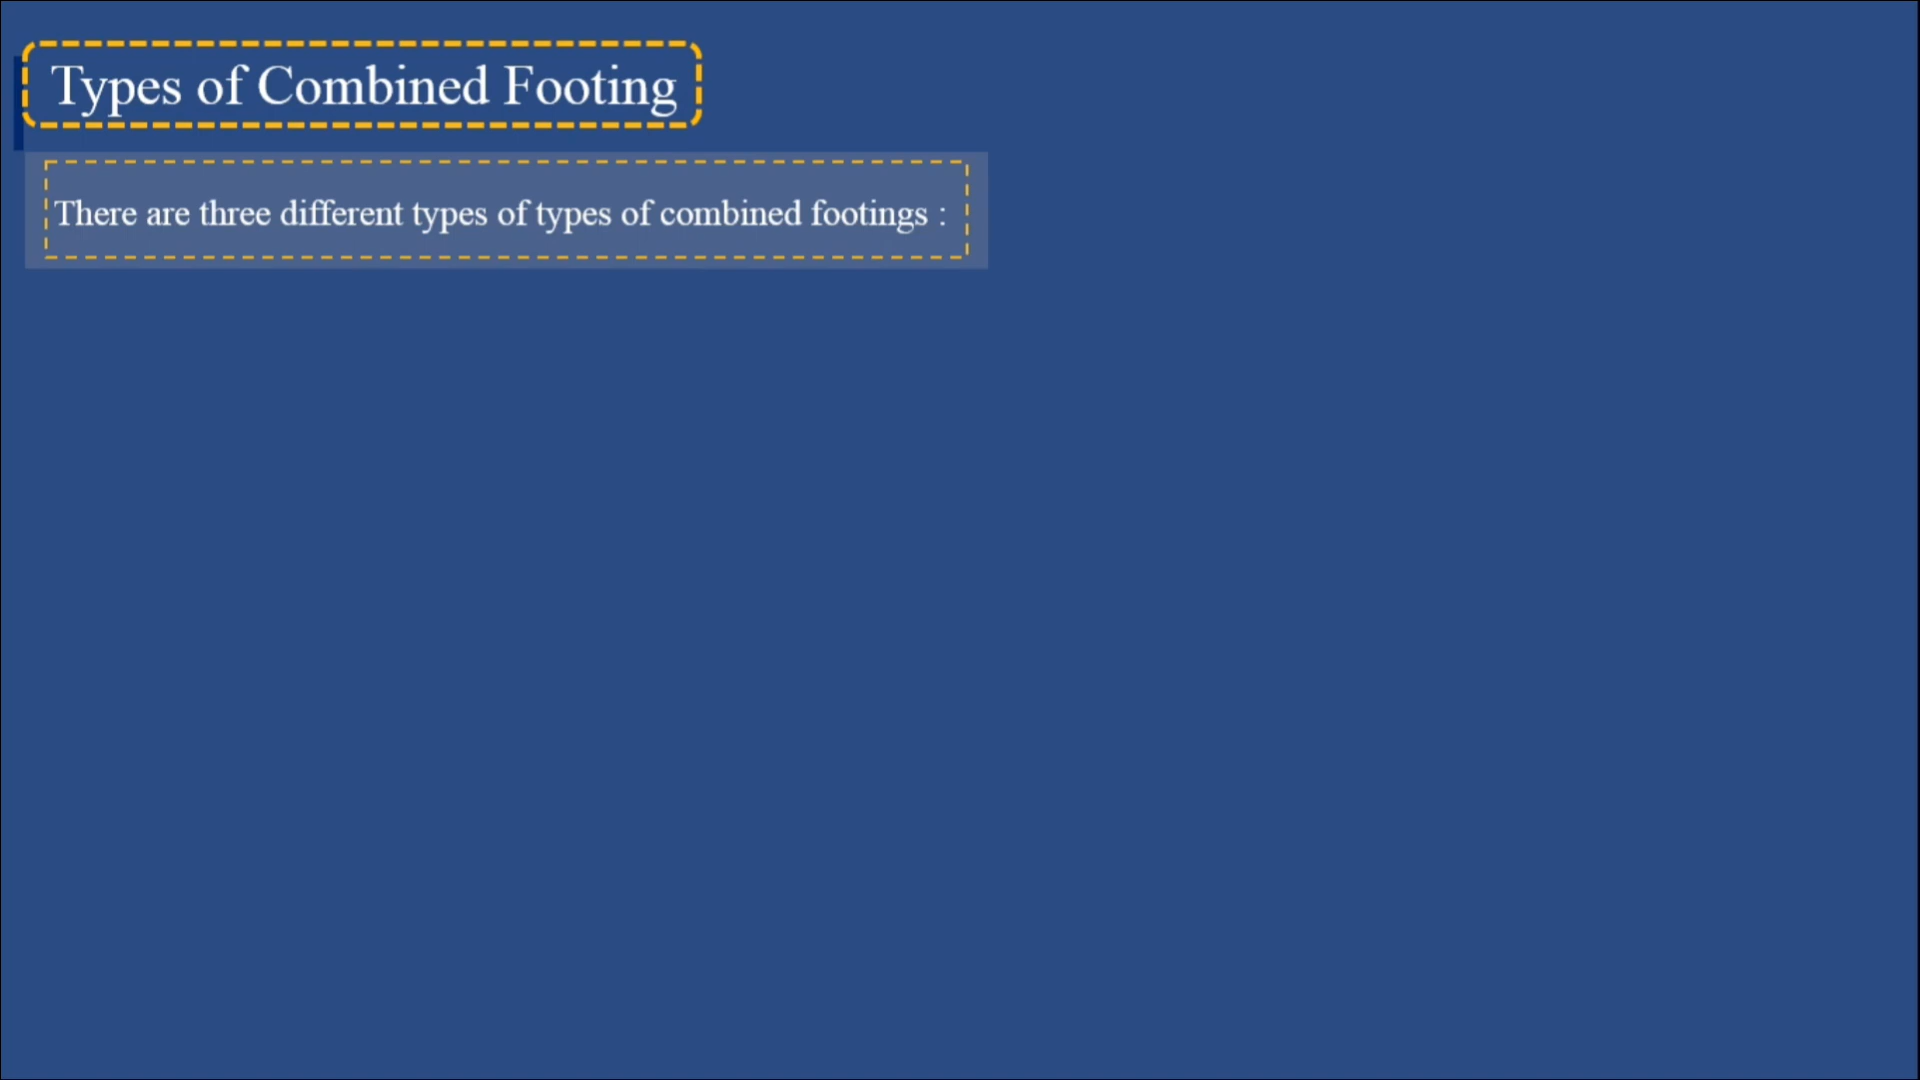 Types of Combined Footing
There are three different types of types of combined footings :